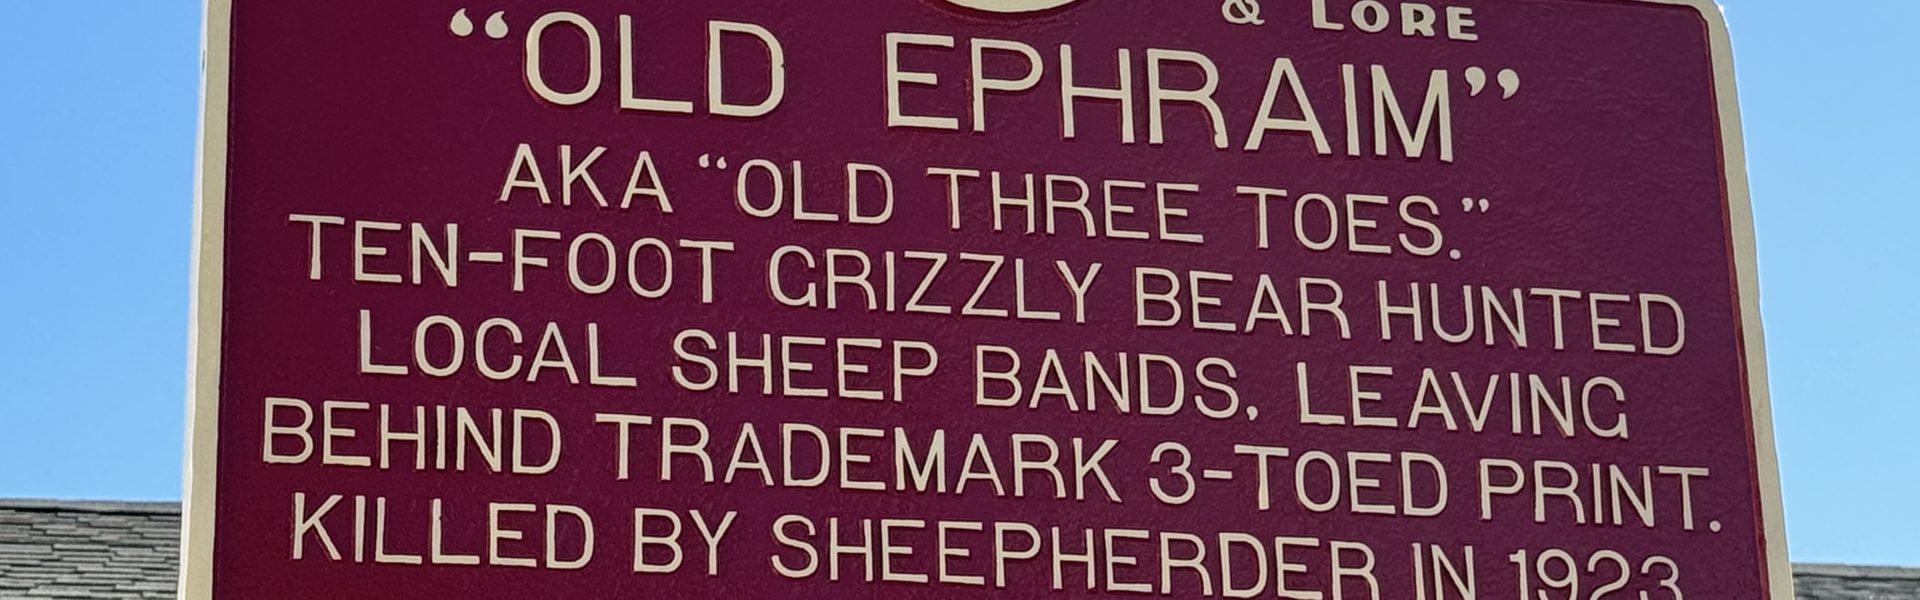 & LORE
“OLD EPHRAIM”
AKA “OLD THREE TOES.”
TEN-FOOT GRIZZLY BEAR HUNTED
LOCAL SHEEP BANDS, LEAVING
BEHIND TRADEMARK 3-TOED PRINT.
KILLED BY SHEEPHERDER IN 1923